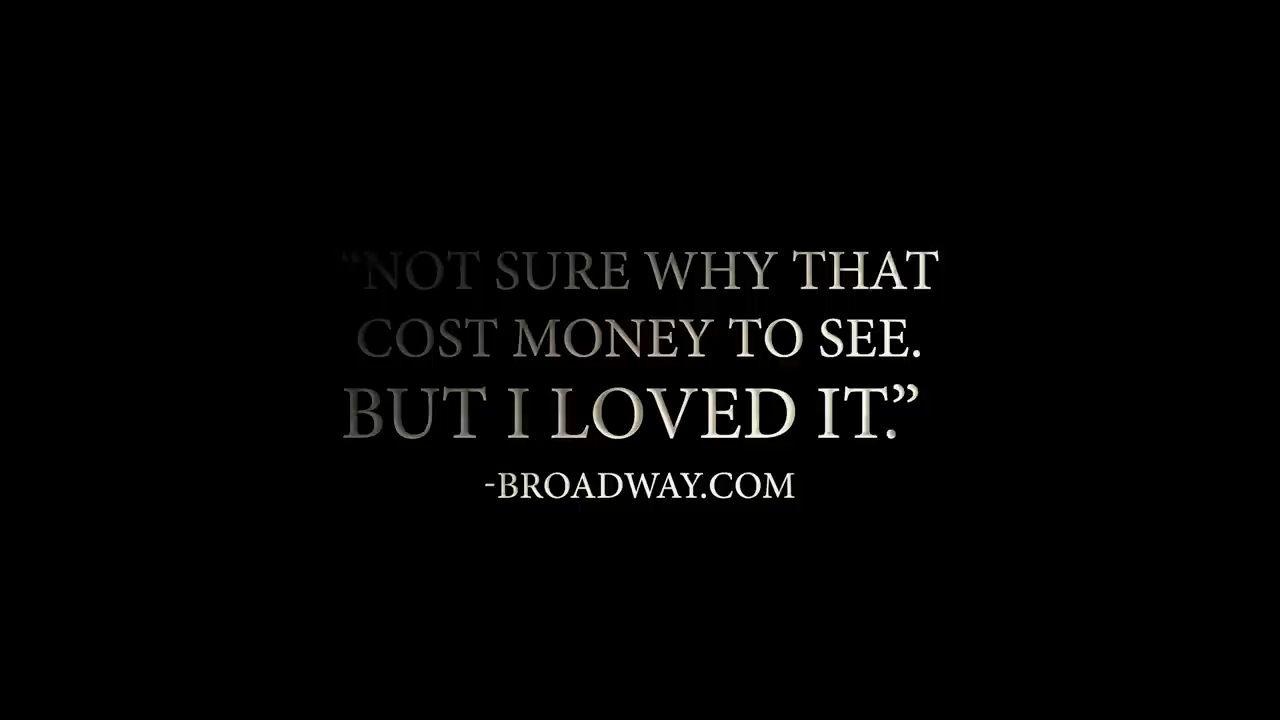 “NOT SURE WHY THAT
COST MONEY TO SEE.
BUT I LOVED IT.”
-BROADWAY.COM